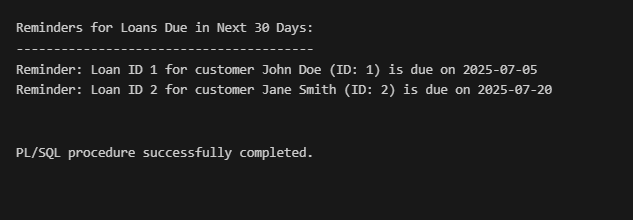 Reminders for Loans Due in Next 30 Days:
----------------------------------------
Reminder: Loan ID 1 for customer John Doe (ID: 1) is due on 2025-07-05
Reminder: Loan ID 2 for customer Jane Smith (ID: 2) is due on 2025-07-20
PL/SQL procedure successfully completed.